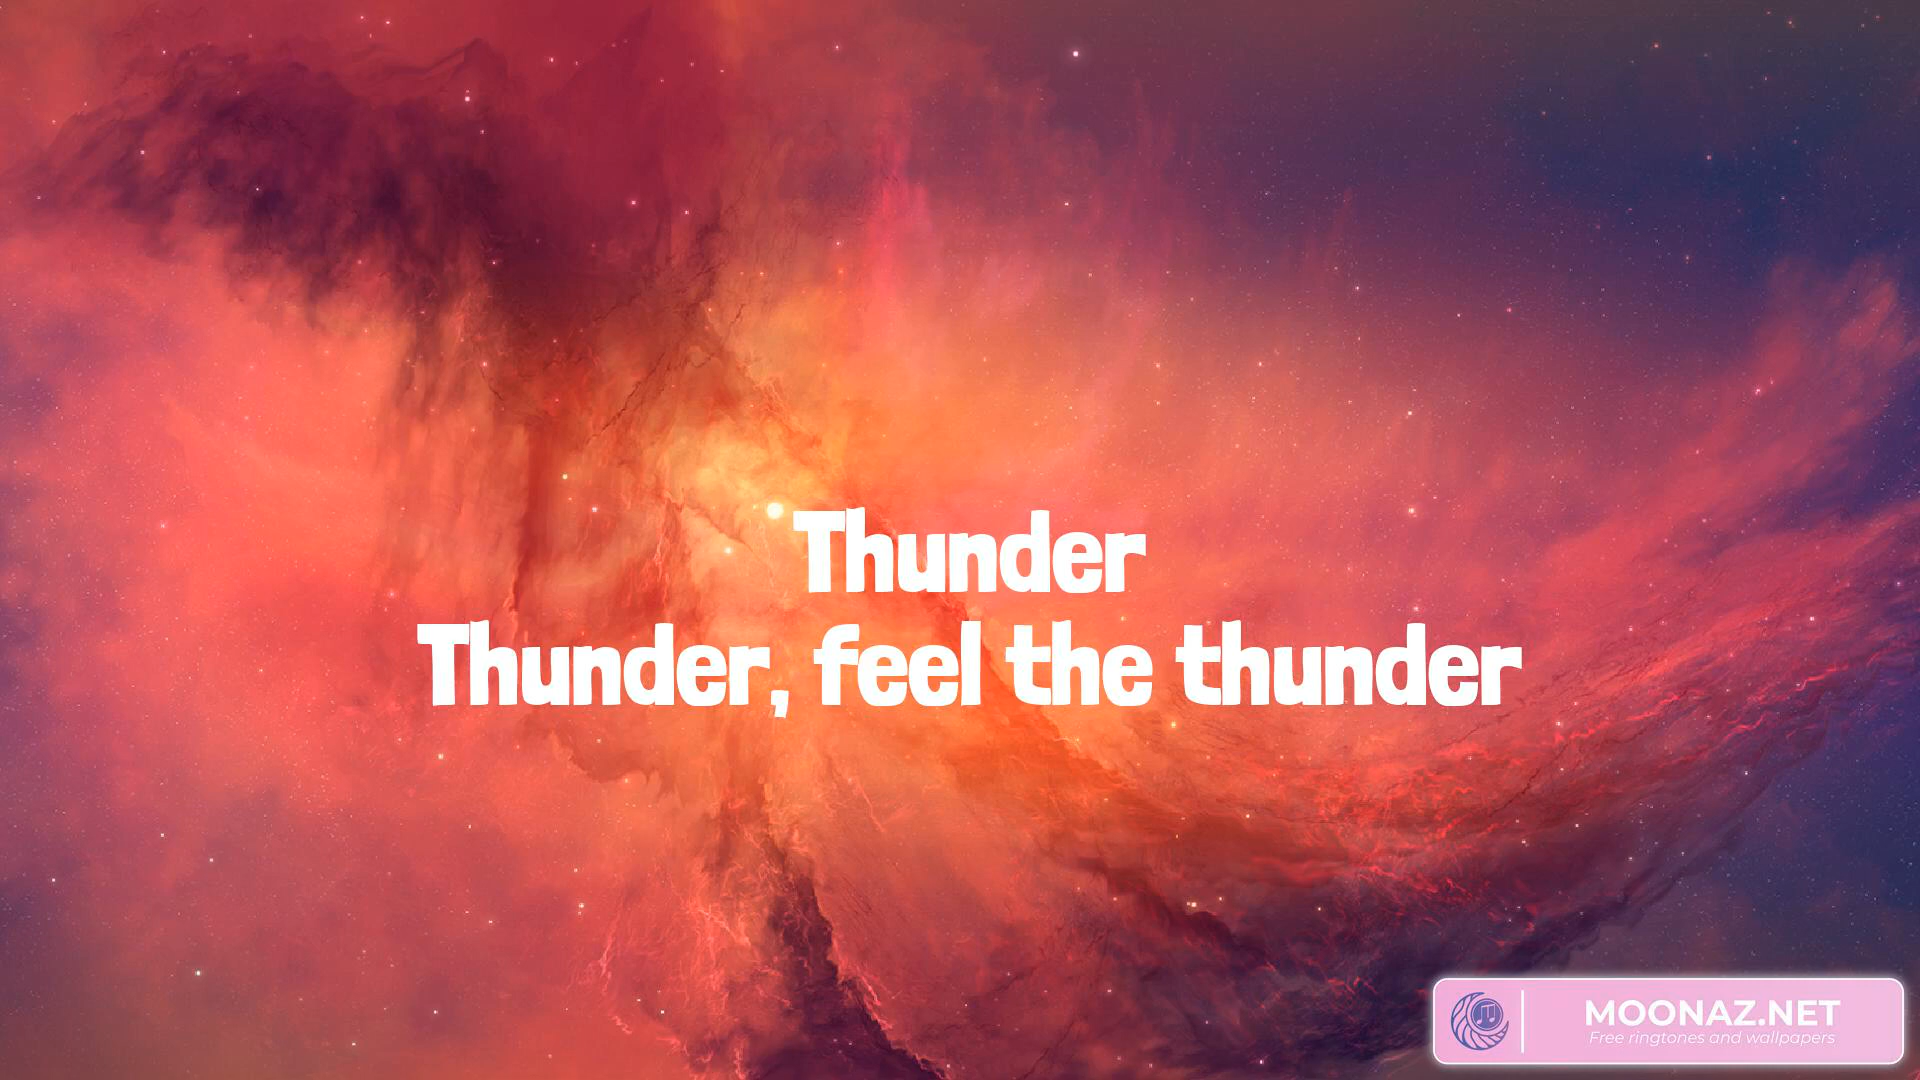 Thunder
Thunder, feel the thunder
MOONAZ.NET
Free ringtones and wallpapers